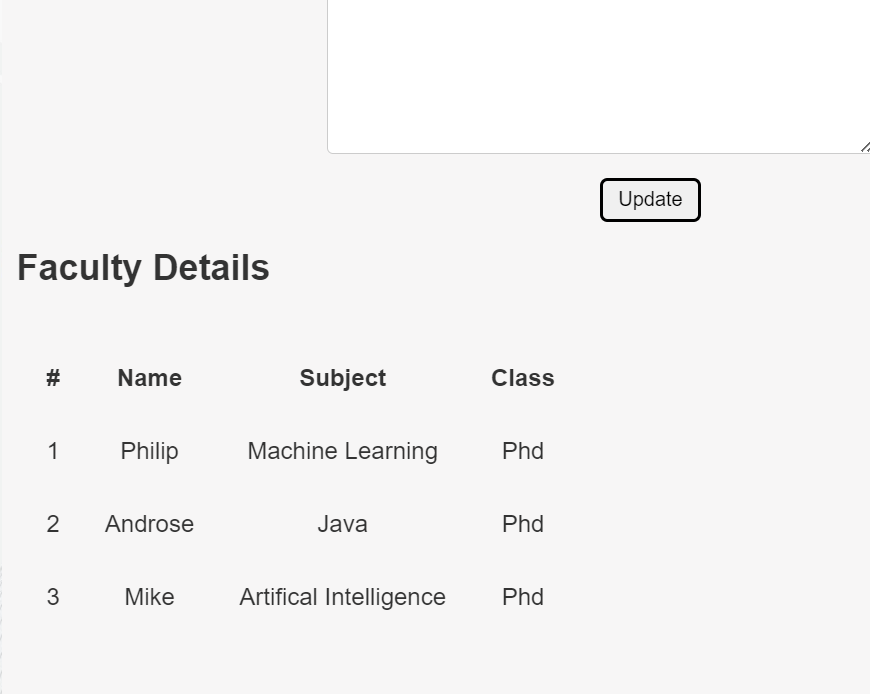 Update
Faculty Details
# Name Subject Class
1 Philip Machine Learning Phd
2 Androse Java Phd
3 Mike Artifical Intelligence Phd